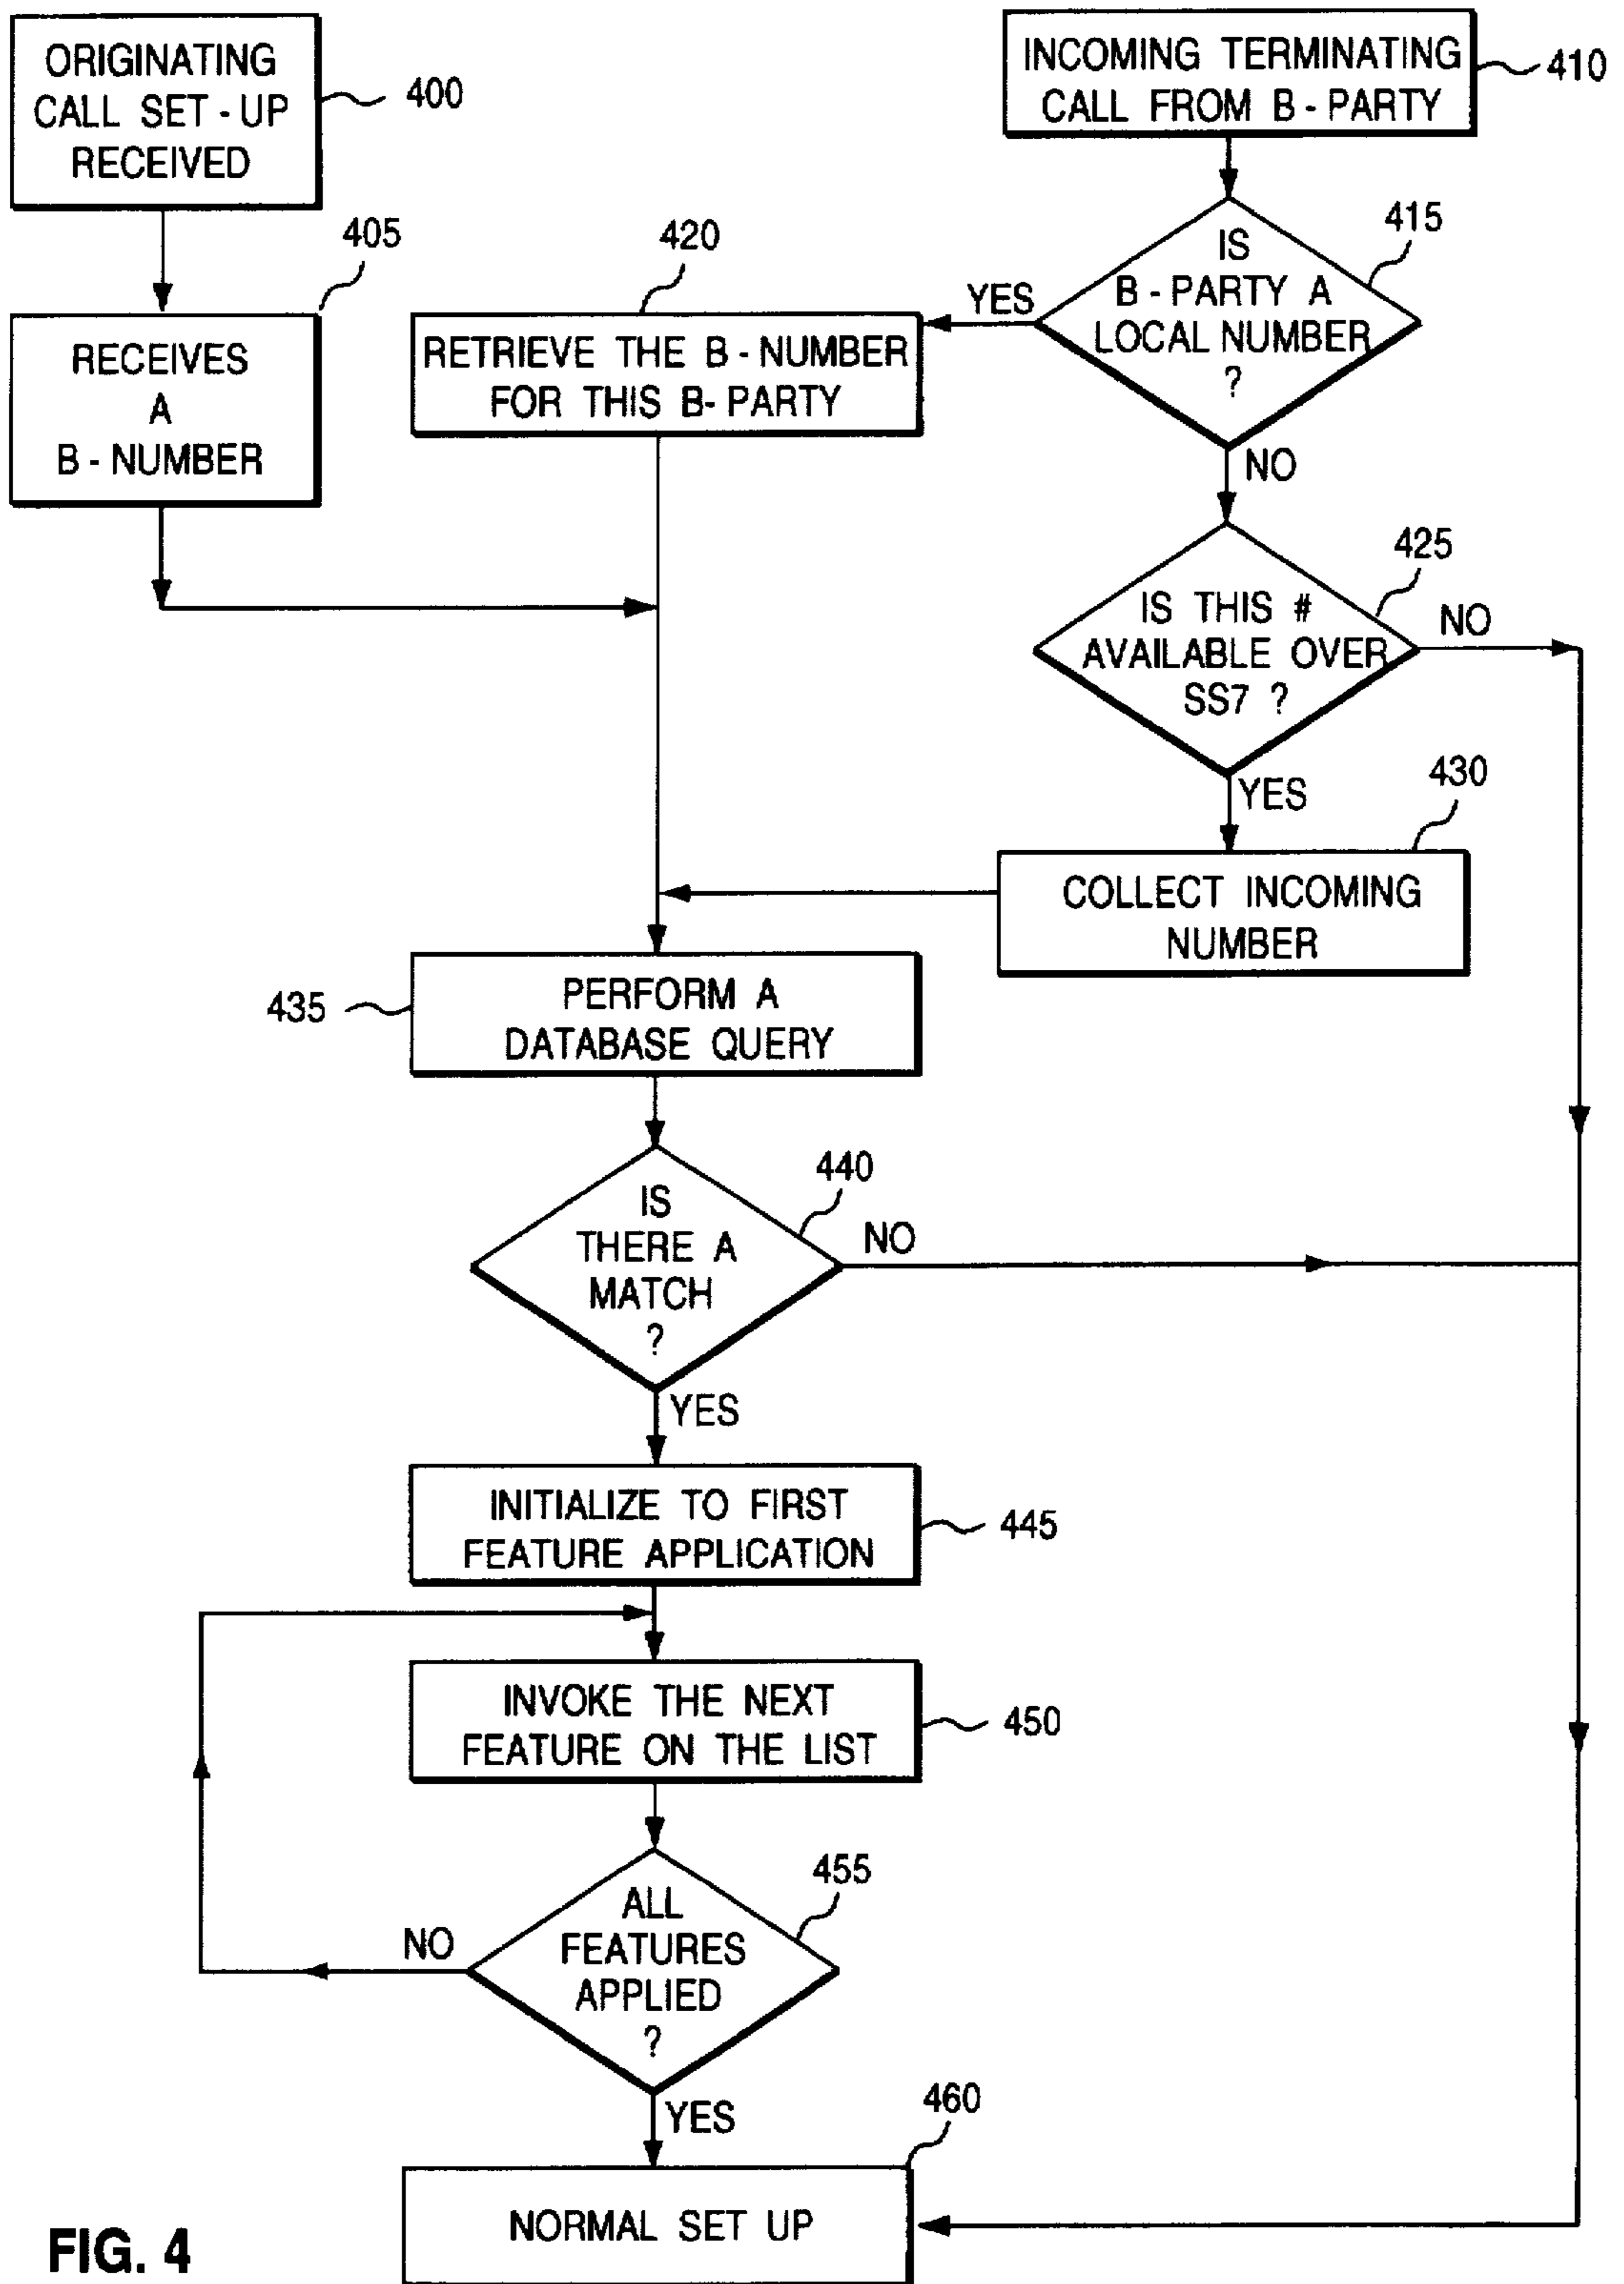 ORIGINATING
CALL SET-UP
RECEIVED
400
INCOMING TERMINATING
CALL FROM B-PARTY
410
405
RECEIVES
A
B-NUMBER
420
RETRIEVE THE B-NUMBER
FOR THIS B-PARTY
415
IS
B-PARTY A
LOCAL NUMBER
?
YES
NO
425
IS THIS #
AVAILABLE OVER
SS7 ?
NO
YES
430
COLLECT INCOMING
NUMBER
435
PERFORM A
DATABASE QUERY
440
IS
THERE A
MATCH
?
NO
YES
INITIALIZE TO FIRST
FEATURE APPLICATION
445
INVOKE THE NEXT
FEATURE ON THE LIST
450
455
ALL
FEATURES
APPLIED
?
NO
YES
460
NORMAL SET UP
FIG. 4